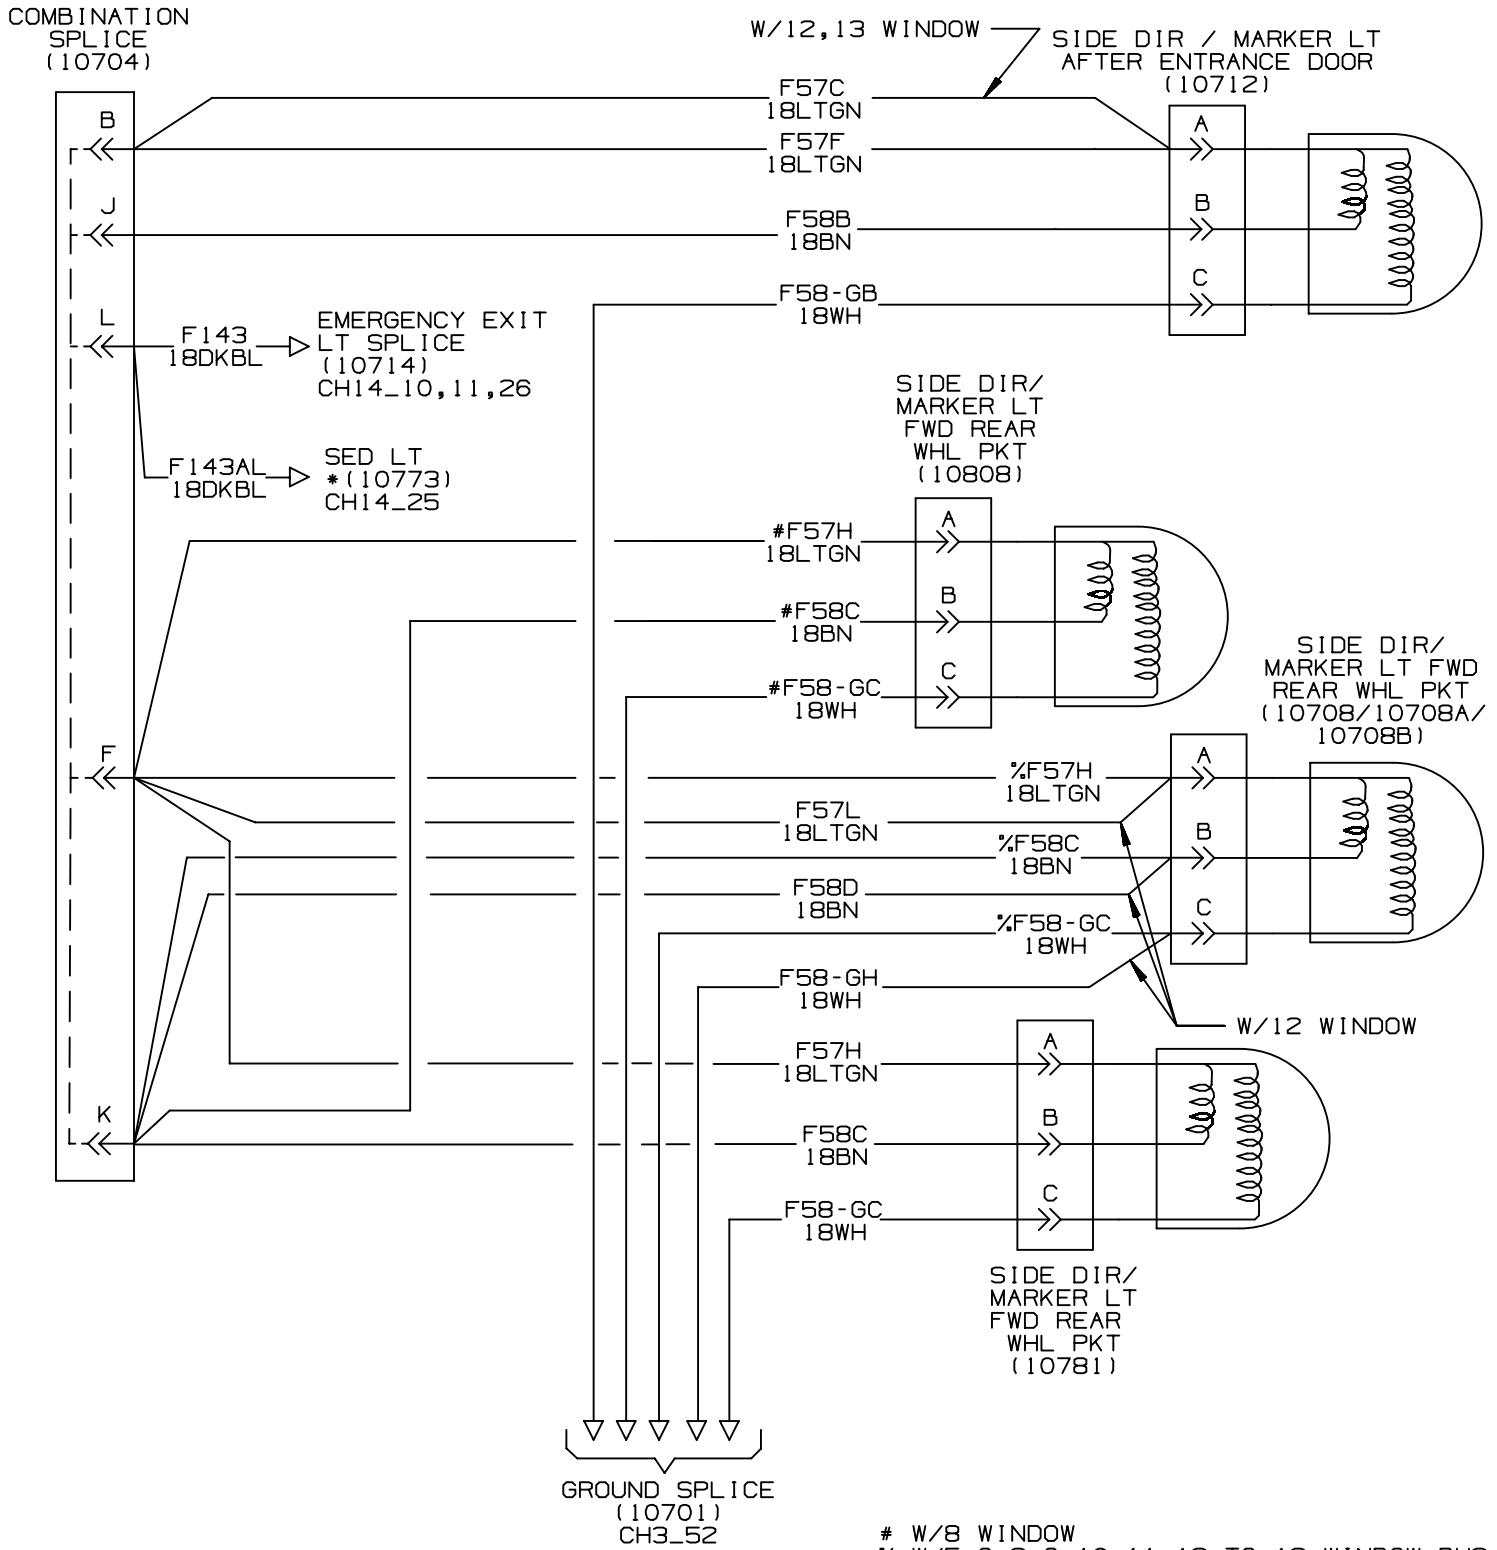 COMBINATION
SPLICE
(10704)
W/12,13 WINDOW
SIDE DIR / MARKER LT
AFTER ENTRANCE DOOR
(10712)
B
F57C
18LTGN
A
F57F
18LTGN
J
F58B
18BN
B
F58-GB
18WH
C
L
F143
18DKBL
EMERGENCY EXIT
LT SPLICE
(10714)
CH14_10,11,26
F143AL
18DKBL
SED LT
*(10773)
CH14_25
SIDE DIR/
MARKER LT
FWD REAR
WHL PKT
(10808)
#F57H
18LTGN
A
#F58C
18BN
B
#F58-GC
18WH
C
SIDE DIR/
MARKER LT FWD
REAR WHL PKT
(10708/10708A/
10708B)
F
%F57H
18LTGN
A
F57L
18LTGN
%F58C
18BN
B
F58D
18BN
%F58-GC
18WH
C
F58-GH
18WH
W/12 WINDOW
F57H
18LTGN
A
K
F58C
18BN
B
F58-GC
18WH
C
SIDE DIR/
MARKER LT
FWD REAR
WHL PKT
(10781)
GROUND SPLICE
(10701)
CH3_52
# W/8 WINDOW